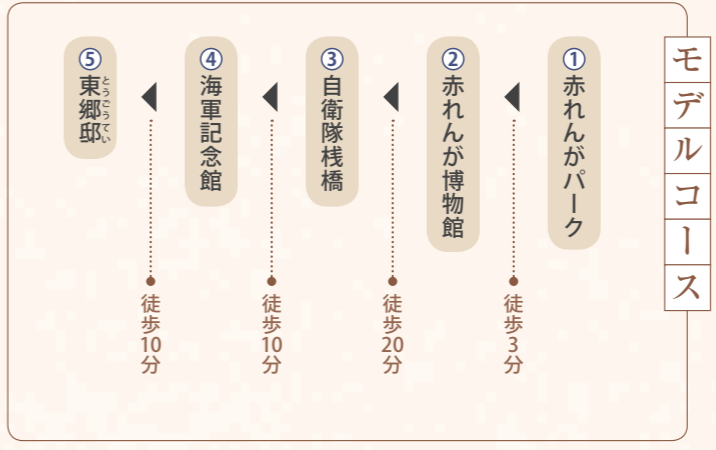 モデルコース
①赤れんがパーク
徒歩3分
②赤れんが博物館
徒歩20分
③自衛隊桟橋
徒歩10分
④海軍記念館
徒歩10分
⑤東郷邸
とうごうてい